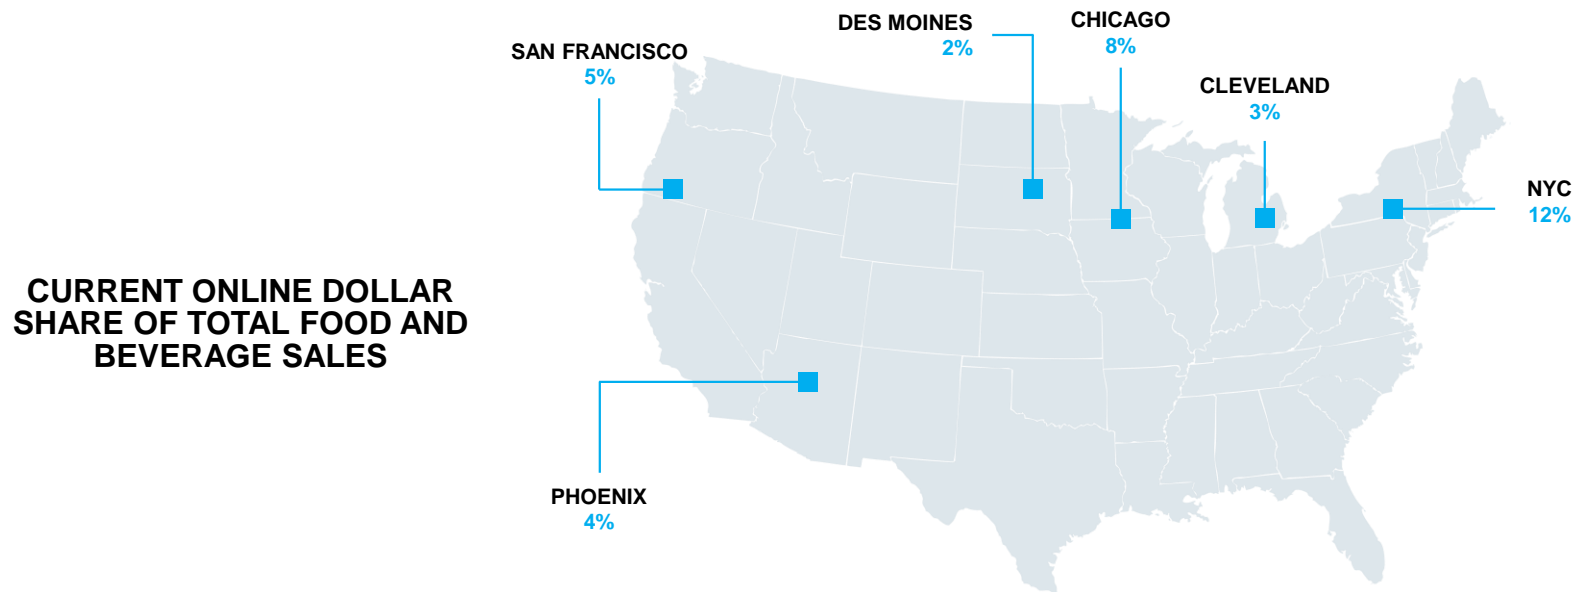 CURRENT ONLINE DOLLAR
SHARE OF TOTAL FOOD AND
BEVERAGE SALES
SAN FRANCISCO
5%
DES MOINES
2%
CHICAGO
8%
CLEVELAND
3%
NYC
12%
PHOENIX
4%